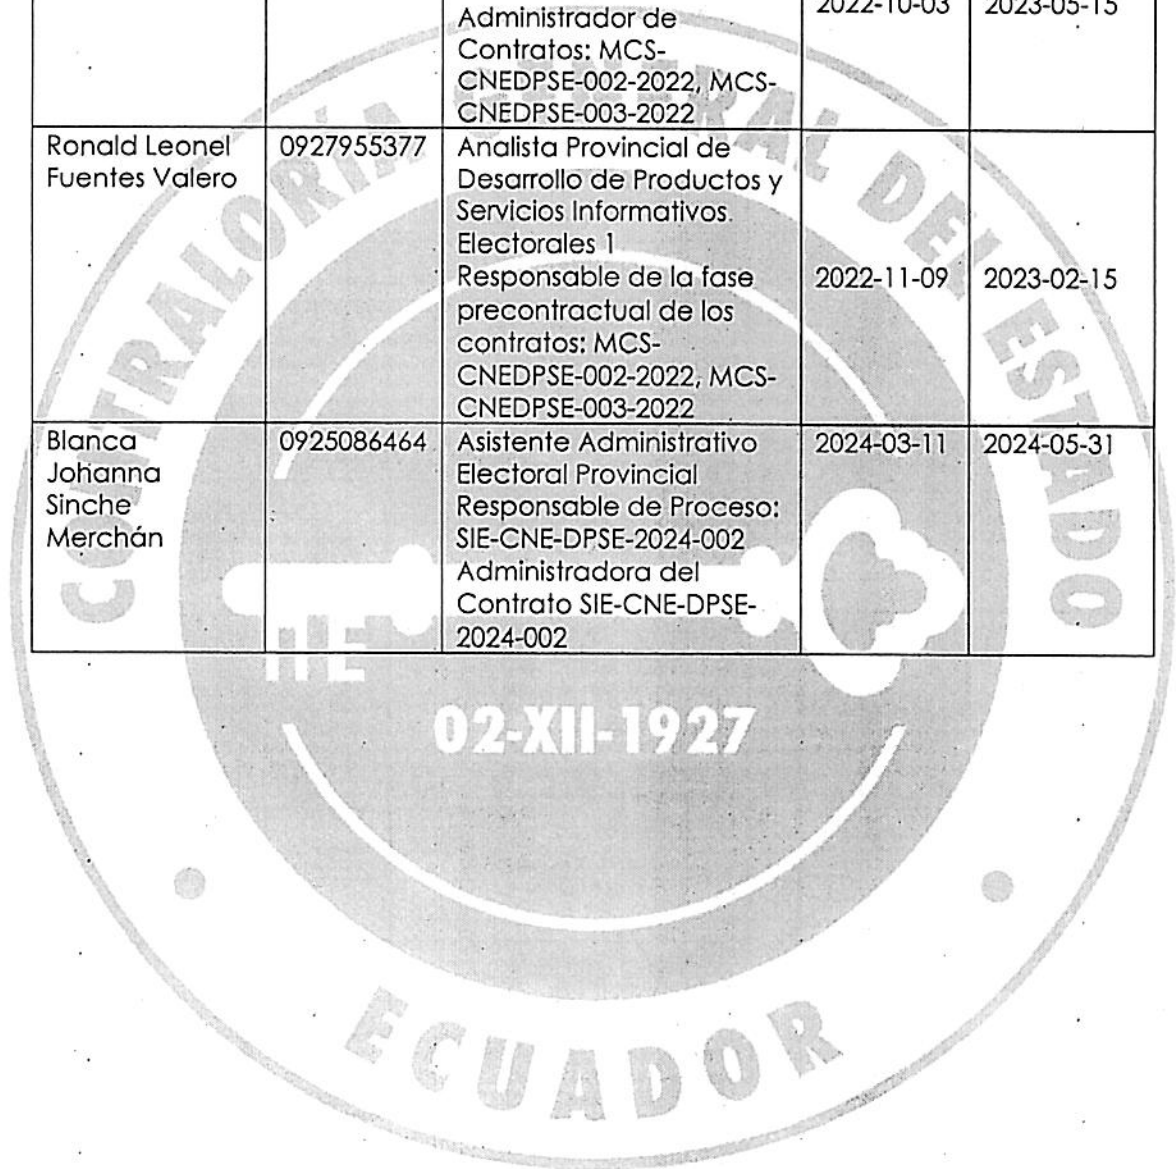 Administrador de 2022-10-03 2023-05-15
Contratos: MCS-
CNEDPSE-002-2022, MCS-
CNEDPSE-003-2022
Ronald Leonel 0927955377 Analista Provincial de
Fuentes Valero Desarrollo de Productos y
Servicios Informativos.
Electorales 1
Responsable de la fase 2022-11-09 2023-02-15
precontractual de los
contratos: MCS-
CNEDPSE-002-2022, MCS-
CNEDPSE-003-2022
Blanca 0925086464 Asistente Administrativo 2024-03-11 2024-05-31
Johanna Electoral Provincial
Sinche Responsable de Proceso:
Merchán SIE-CNE-DPSE-2024-002
Administradora del
Contrato SIE-CNE-DPSE-
2024-002
CONTRALORÍA GENERAL DEL ESTADO
02-XII-1927
ECUADOR